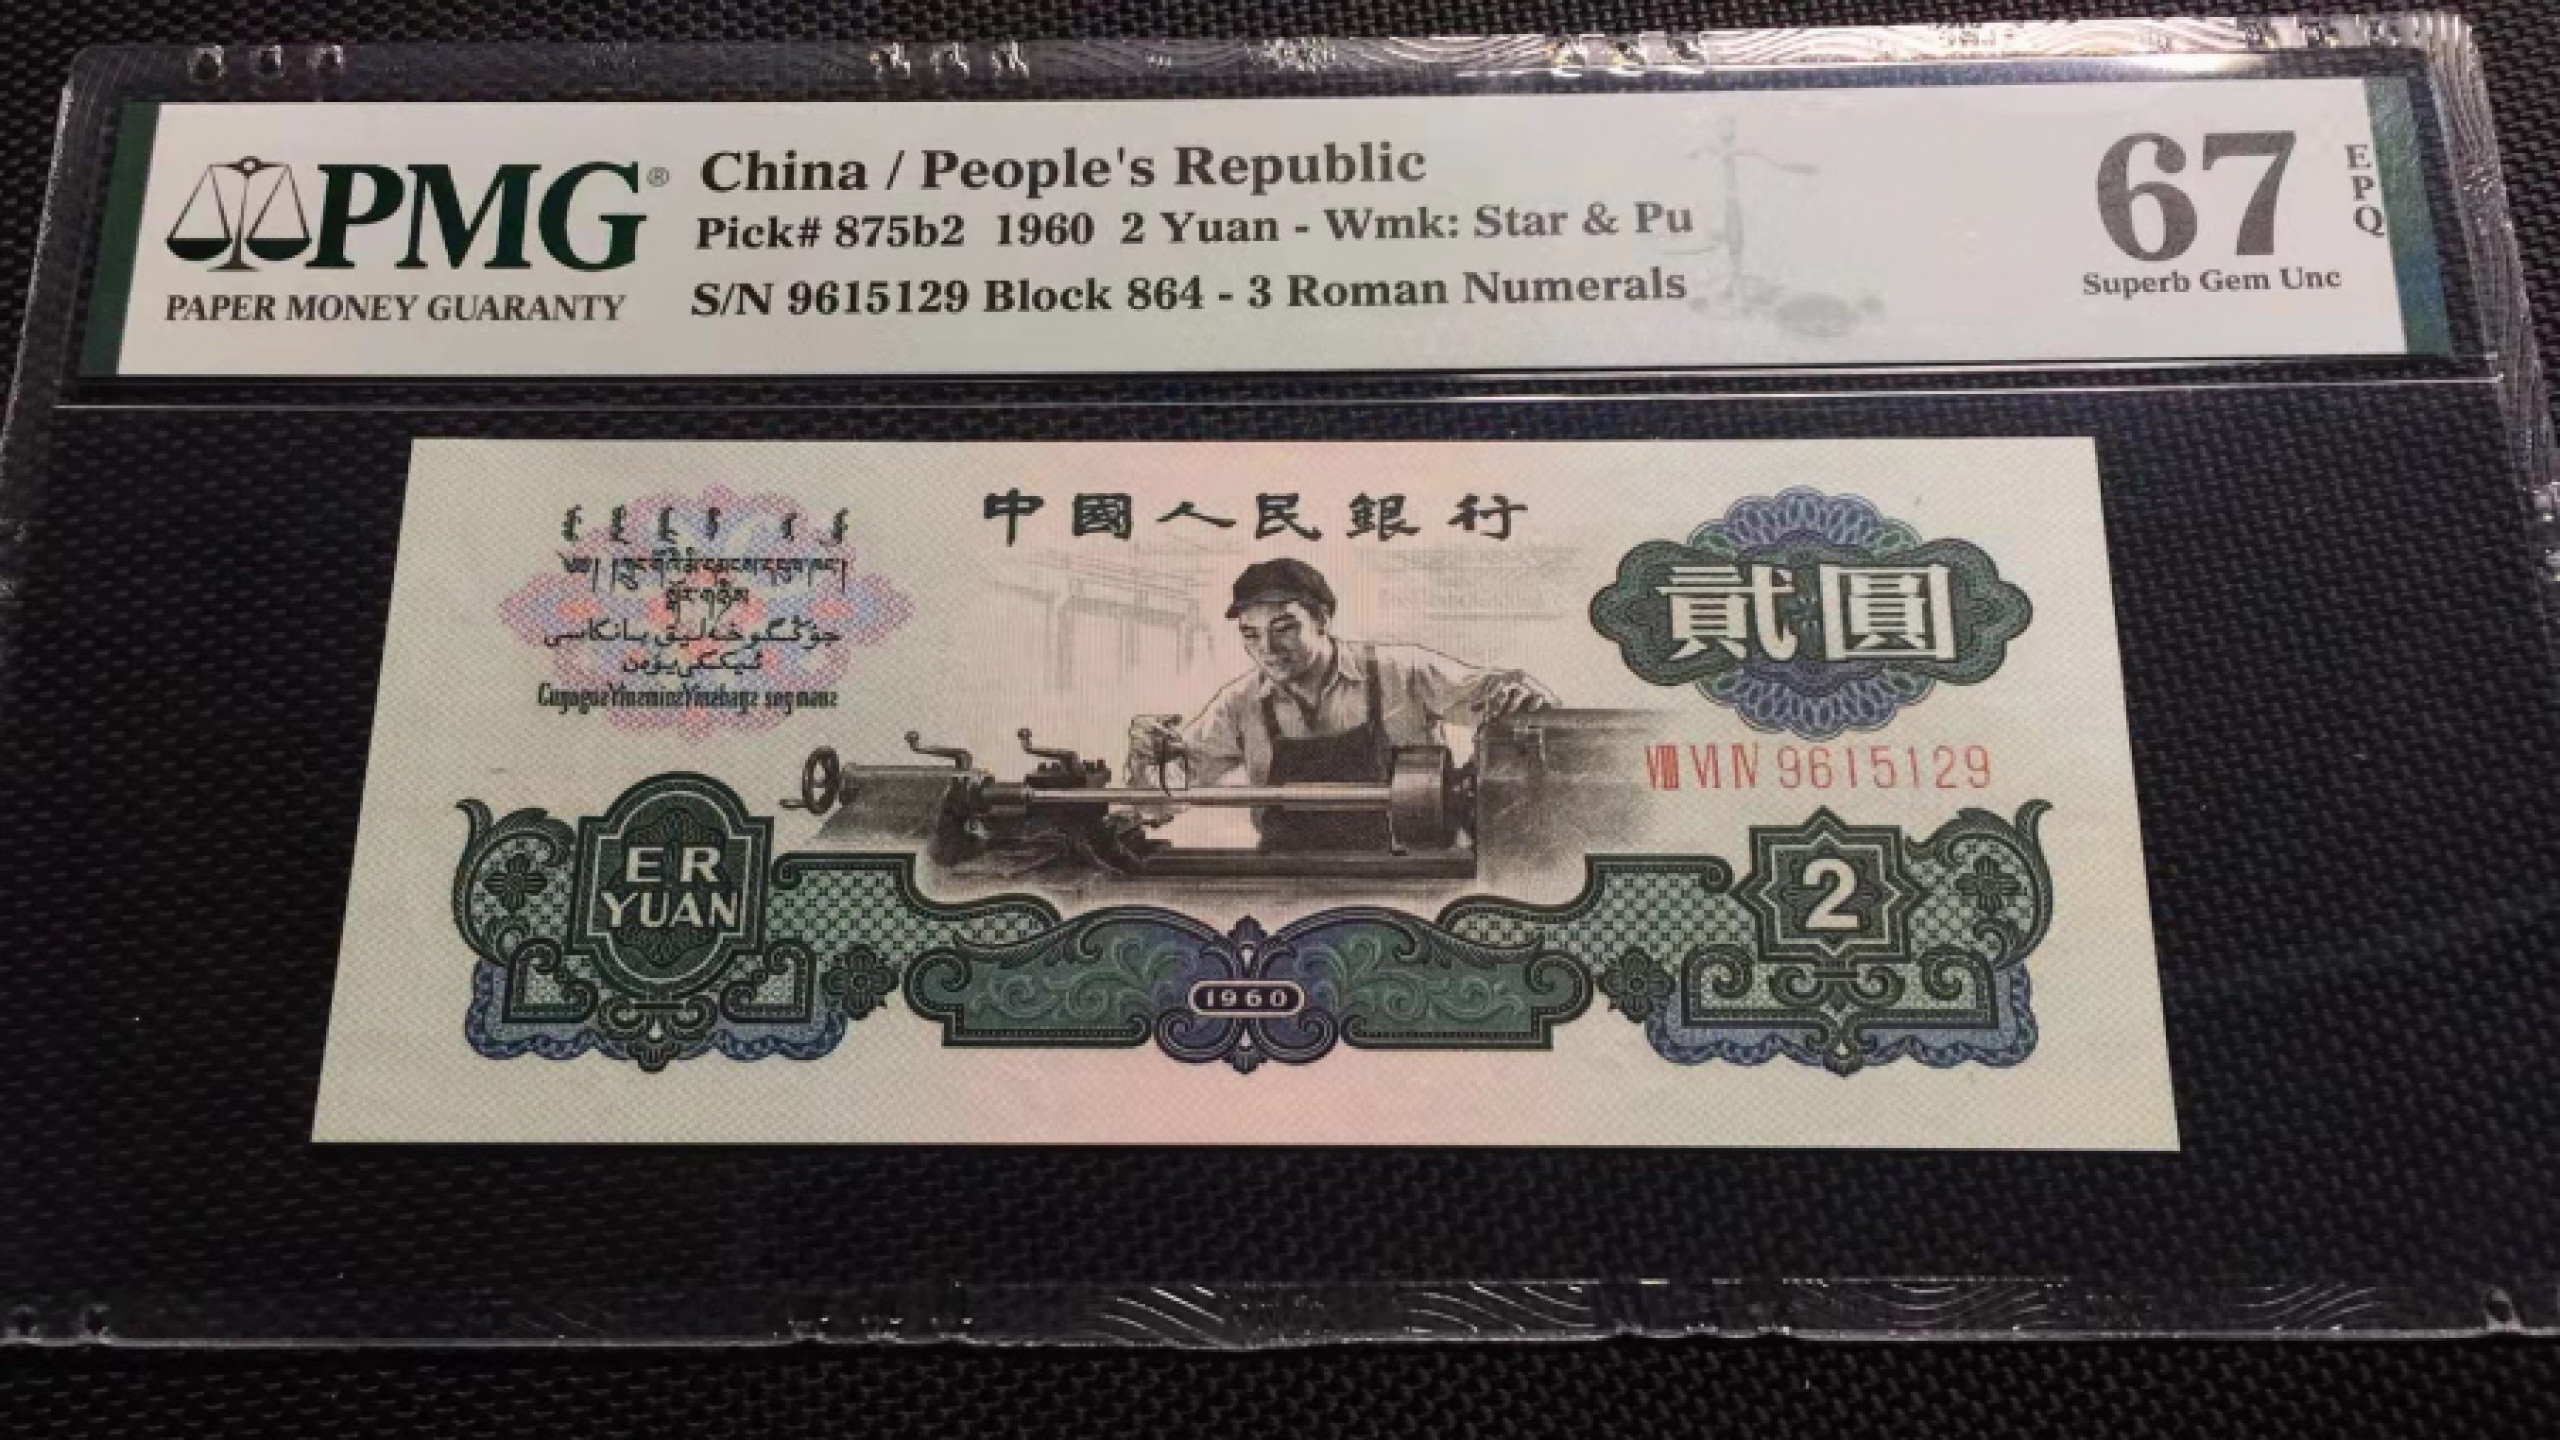 PMG®
PAPER MONEY GUARANTY
China / People's Republic
Pick# 875b2 1960 2 Yuan - Wmk: Star & Pu
S/N 9615129 Block 864 - 3 Roman Numerals
67
EPQ
Superb Gem Unc
中國人民銀行
貳圓
VIII VI IV 9615129
ER
YUAN
2
1960